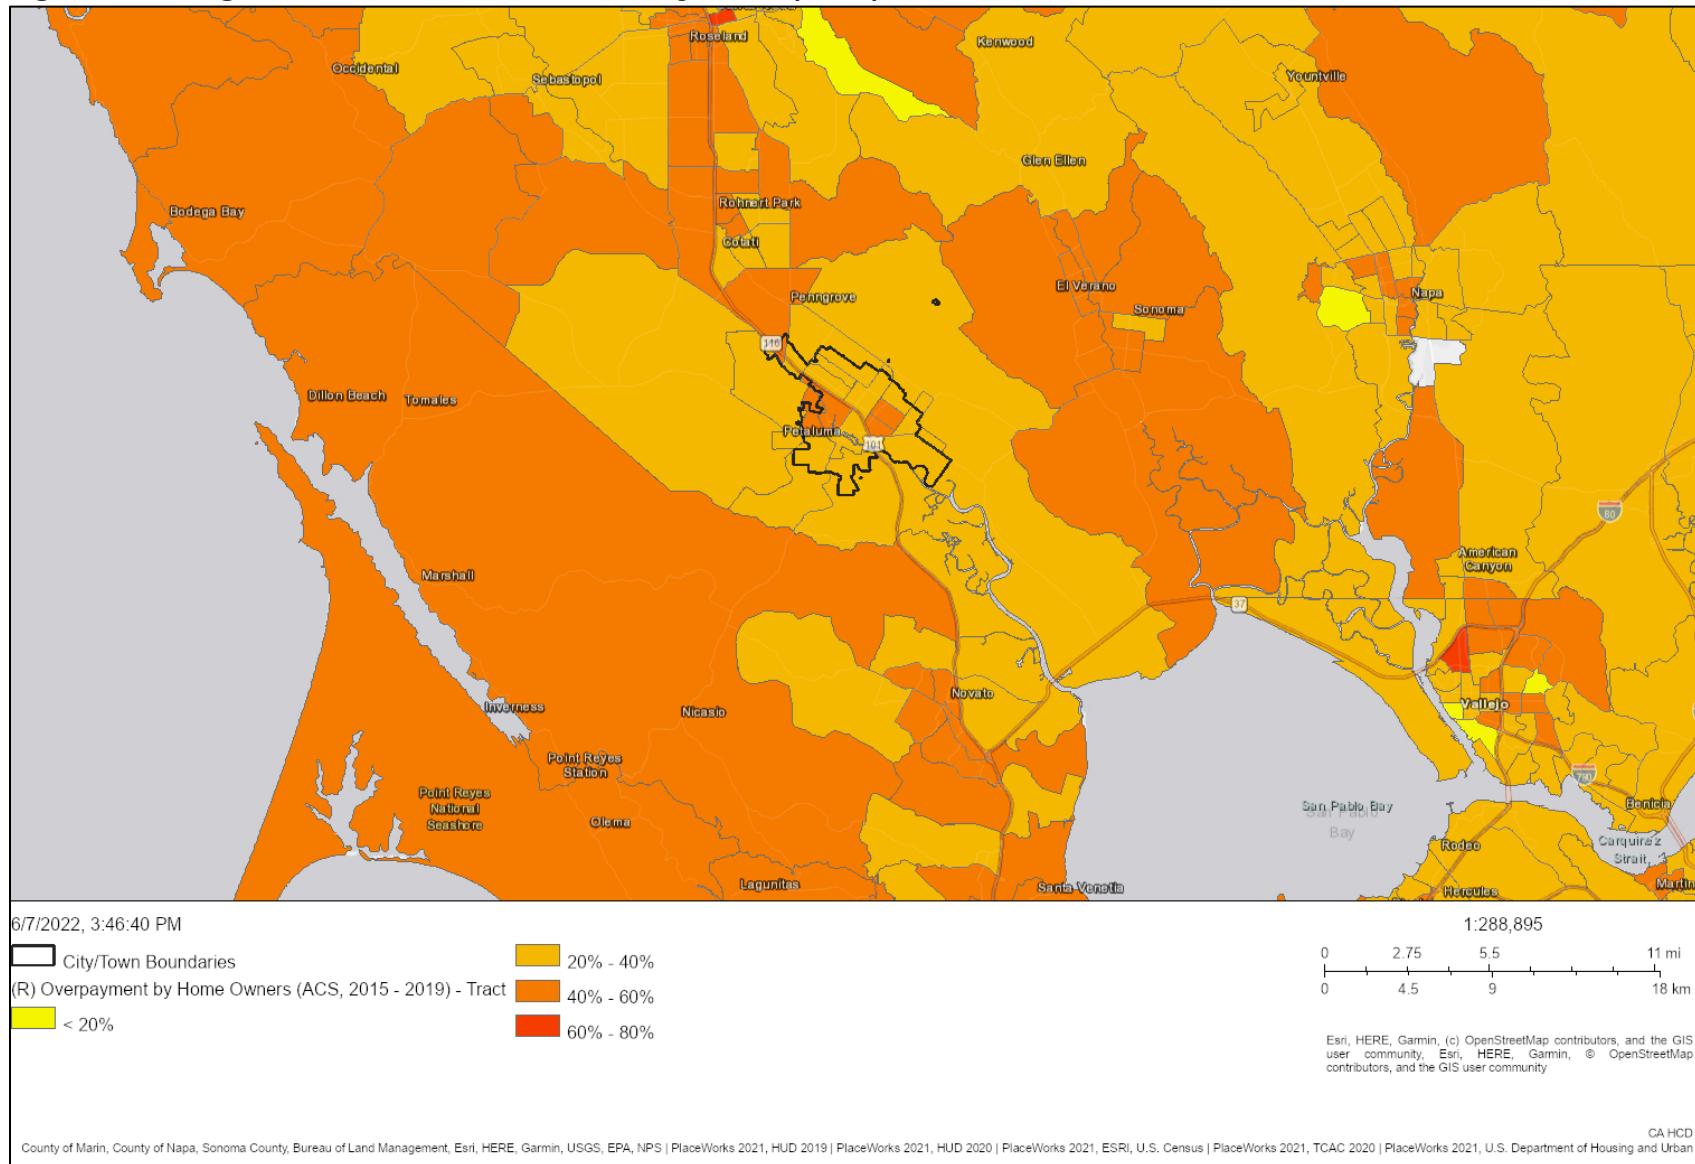 Roseland
Kenwood
Occidental
Sebastopol
Yountville
Glen Ellen
Bodega Bay
Rohnert Park
Cotati
El Verano
Napa
Penngrove
Sonoma
116
Dillon Beach
Tomales
Petaluma
101
80
American
Canyon
Marshall
37
Novato
Vallejo
Inverness
Nicasio
Point Reyes
Station
780
Point Reyes
National
Seashore
Olema
San Pablo Bay
San Pablo
Bay
Benicia
Rodeo
Carquinez
Strait
Lagunitas
Santa Venetia
Hercules
Martin
6/7/2022, 3:46:40 PM
City/Town Boundaries
(R) Overpayment by Home Owners (ACS, 2015 - 2019) - Tract
< 20%
20% - 40%
40% - 60%
60% - 80%
1:288,895
0 2.75 5.5 11 mi
0 4.5 9 18 km
Esri, HERE, Garmin, (c) OpenStreetMap contributors, and the GIS
user community, Esri, HERE, Garmin, © OpenStreetMap
contributors, and the GIS user community
CA HCD
County of Marin, County of Napa, Sonoma County, Bureau of Land Management, Esri, HERE, Garmin, USGS, EPA, NPS | PlaceWorks 2021, HUD 2019 | PlaceWorks 2021, HUD 2020 | PlaceWorks 2021, ESRI, U.S. Census | PlaceWorks 2021, TCAC 2020 | PlaceWorks 2021, U.S. Department of Housing and Urban